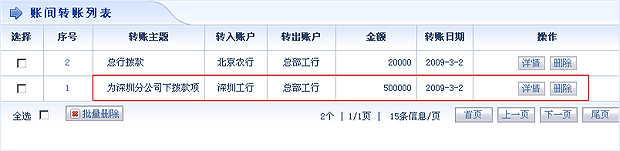 账间转账列表
选择 序号 转账主题 转入账户 转出账户 金额 转账日期 操作
2 总行拨款 北京农行 总部工行 20000 2009-3-2 详情 删除
1 为深圳分公司下拨款项 深圳工行 总部工行 500000 2009-3-2 详情 删除
全选 批量删除 2个 | 1/1页 | 15条信息/页 首页 上一页 下一页 尾页